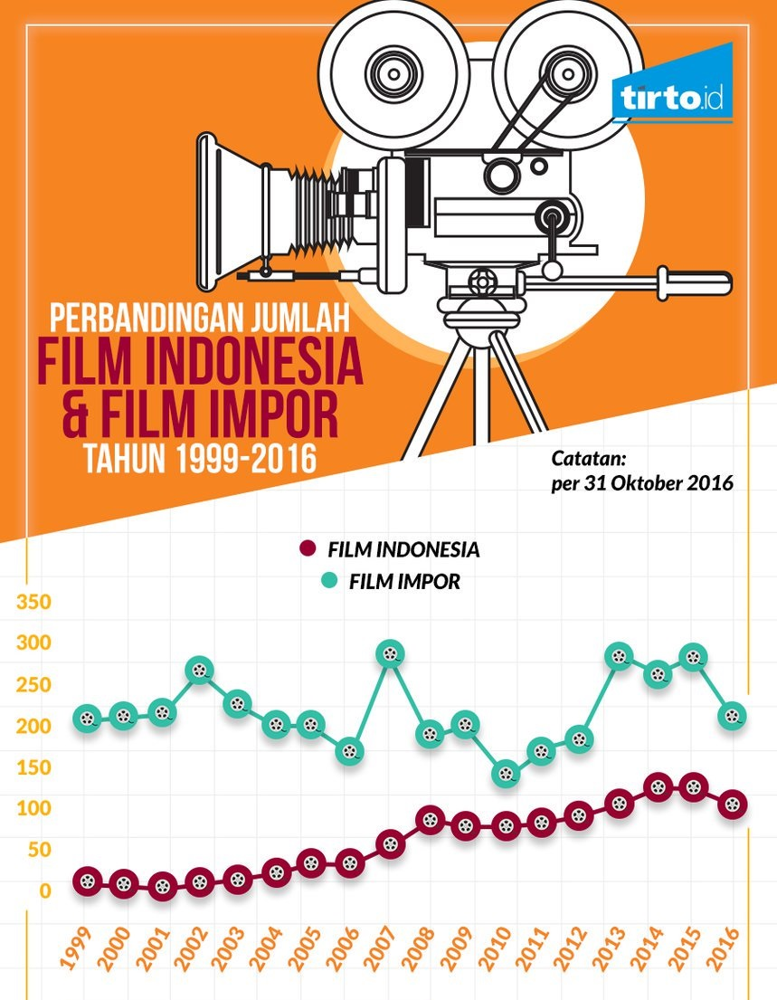 tirto.id
PERBANDINGAN JUMLAH
FILM INDONESIA
& FILM IMPOR
TAHUN 1999-2016
Catatan:
per 31 Oktober 2016
FILM INDONESIA
FILM IMPOR
350
300
250
200
150
100
50
0
1999
2000
2001
2002
2003
2004
2005
2006
2007
2008
2009
2010
2011
2012
2013
2014
2015
2016